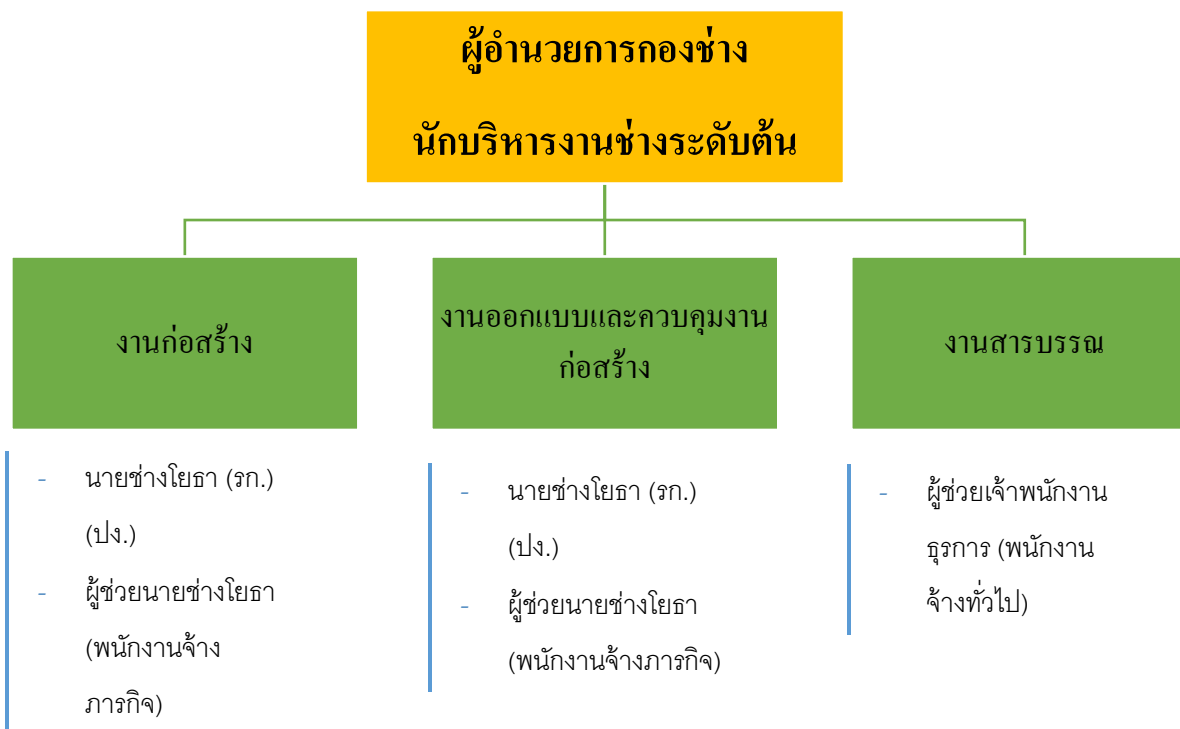 ผู้อำนวยการกองช่าง
นักบริหารงานช่างระดับต้น
งานก่อสร้าง
- นายช่างโยธา (รก.)
(ปง.)
- ผู้ช่วยนายช่างโยธา
(พนักงานจ้าง
ภารกิจ)
งานออกแบบและควบคุมงาน
ก่อสร้าง
- นายช่างโยธา (รก.)
(ปง.)
- ผู้ช่วยนายช่างโยธา
(พนักงานจ้างภารกิจ)
งานสารบรรณ
- ผู้ช่วยเจ้าพนักงาน
ธุรการ (พนักงาน
จ้างทั่วไป)